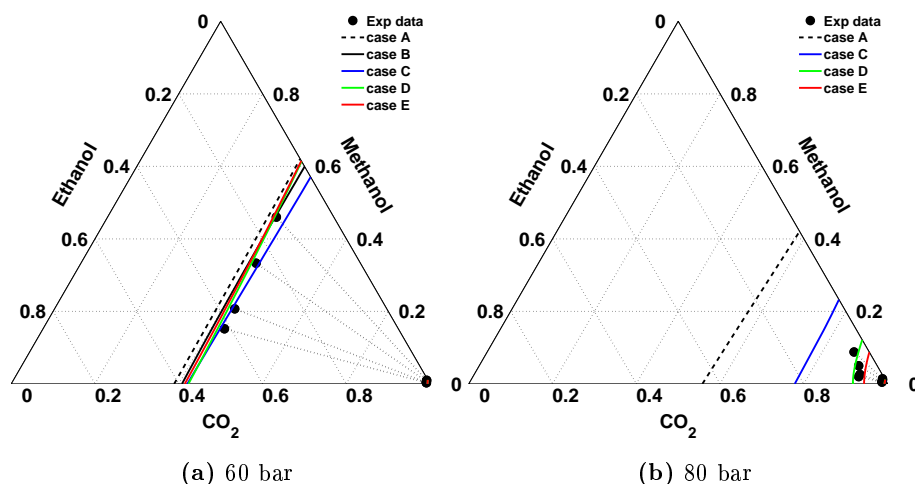 0
Exp data
case A
case B
case C
case D
case E
0.2
0.8
Ethanol
Methanol
0.4
0.6
0.6
0.4
0.8
0.2
0
0
0.2
0.4
0.6
0.8
CO2
(a) 60 bar
0
Exp data
case A
case C
case D
case E
0.2
0.8
Ethanol
Methanol
0.4
0.6
0.6
0.4
0.8
0.2
0
0.2
0.4
0.6
0.8
0
CO2
(b) 80 bar